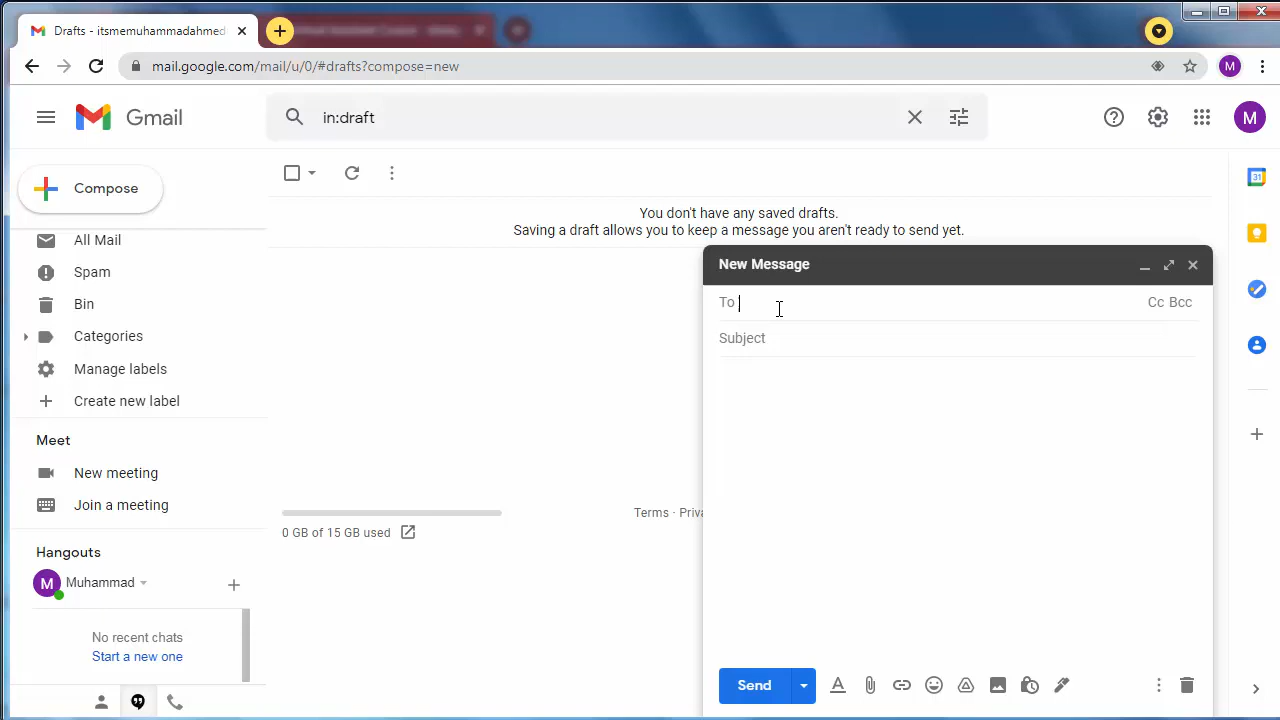 Drafts - itsmemuhammadahmed
mail.google.com/mail/u/0/#drafts?compose=new
M
Gmail
in:draft
M
Compose
You don't have any saved drafts.
Saving a draft allows you to keep a message you aren't ready to send yet.
All Mail
Spam
Bin
Categories
Manage labels
Create new label
Meet
New meeting
Join a meeting
Hangouts
M Muhammad
No recent chats
Start a new one
0 GB of 15 GB used
Terms · Priva
New Message
To
Cc Bcc
Subject
Send
31